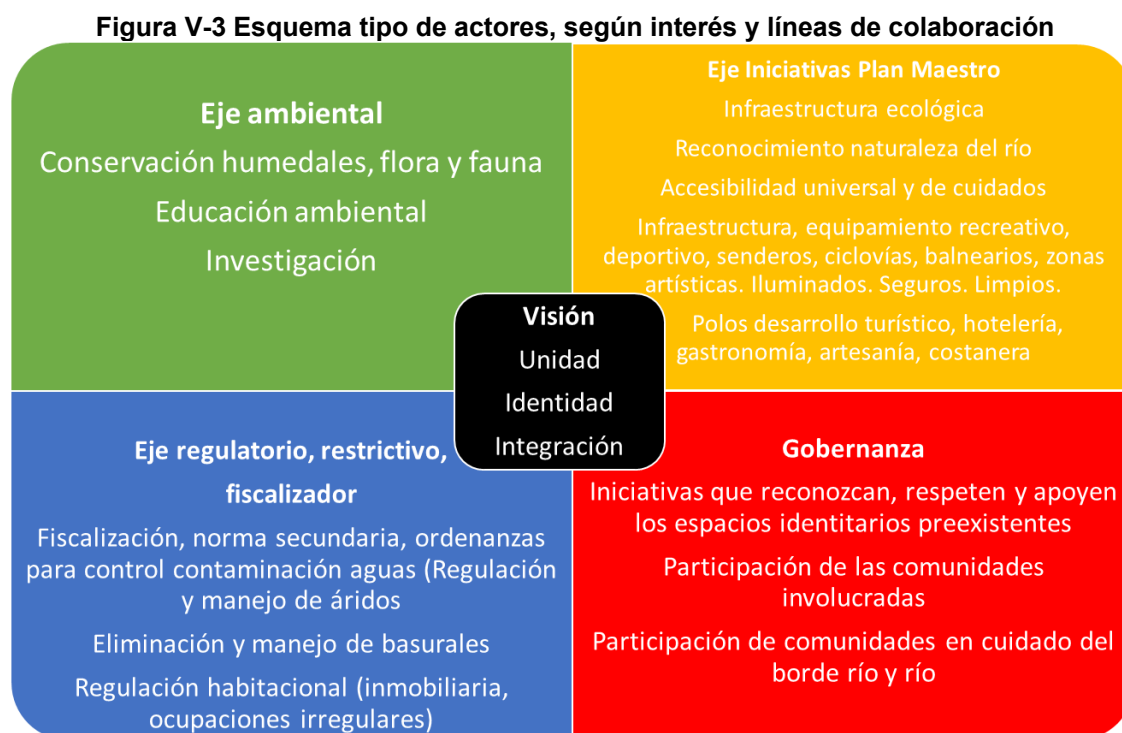 Figura V-3 Esquema tipo de actores, según interés y líneas de colaboración
Eje ambiental
Conservación humedales, flora y fauna
Educación ambiental
Investigación
Eje Iniciativas Plan Maestro
Infraestructura ecológica
Reconocimiento naturaleza del río
Accesibilidad universal y de cuidados
Infraestructura, equipamiento recreativo,
deportivo, senderos, ciclovías, balnearios, zonas
artísticas. Iluminados. Seguros. Limpios.
Polos desarrollo turístico, hotelería,
gastronomía, artesanía, costanera
Visión
Unidad
Identidad
Integración
Eje regulatorio, restrictivo,
fiscalizador
Fiscalización, norma secundaria, ordenanzas
para control contaminación aguas (Regulación
y manejo de áridos
Eliminación y manejo de basurales
Regulación habitacional (inmobiliaria,
ocupaciones irregulares)
Gobernanza
Iniciativas que reconozcan, respeten y apoyen
los espacios identitarios preexistentes
Participación de las comunidades
involucradas
Participación de comunidades en cuidado del
borde río y río